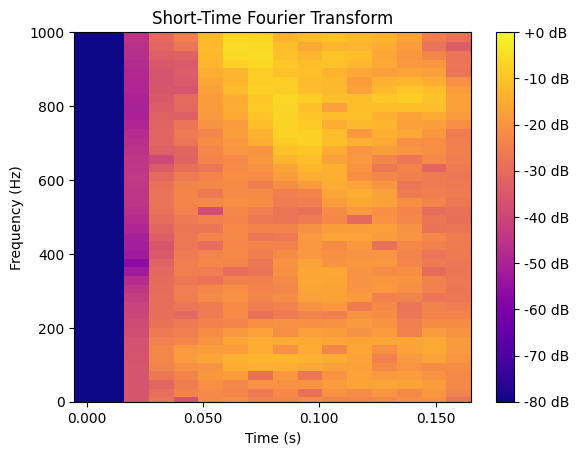 Short-Time Fourier Transform
1000
800
600
400
200
0
Frequency (Hz)
0.000
0.050
0.100
0.150
Time (s)
+0 dB
-10 dB
-20 dB
-30 dB
-40 dB
-50 dB
-60 dB
-70 dB
-80 dB